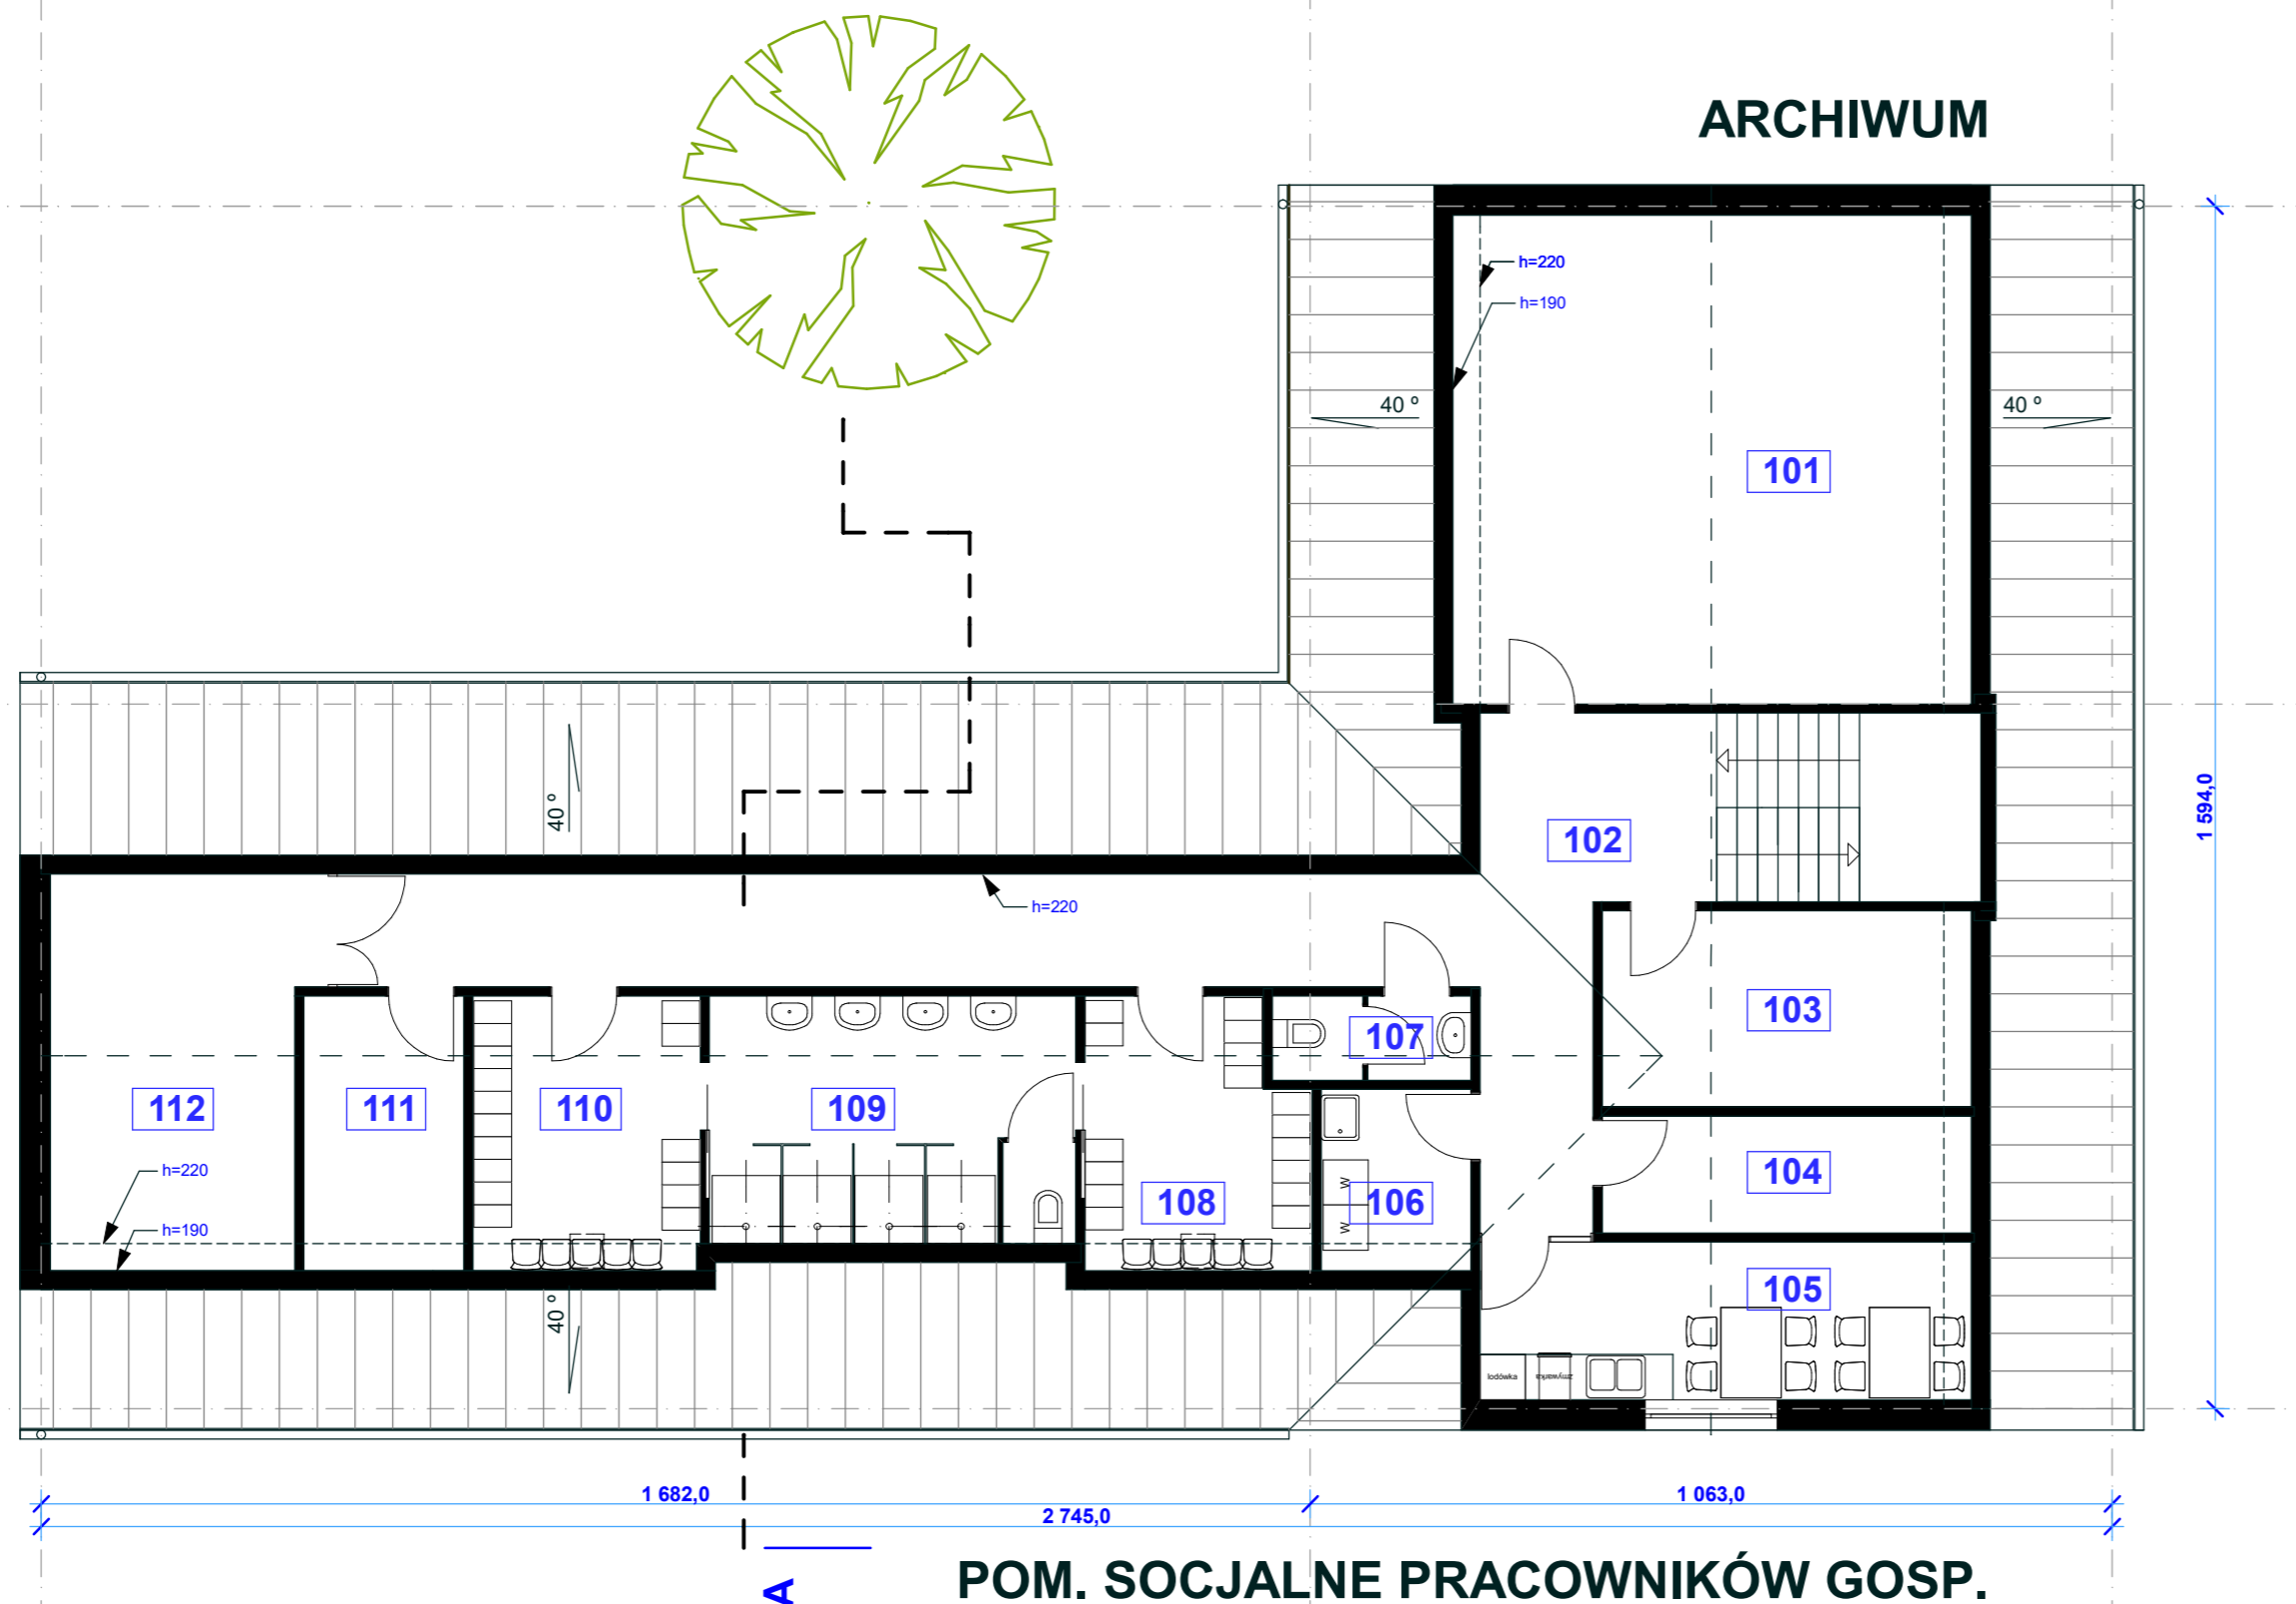 ARCHIWUM
h=220
h=190
40 º
40 º
101
1 594,0
40 º
102
h=220
103
107
112
111
110
109
h=220
104
108
W
106
W
h=190
105
40 º
lodówka
zmywarka
1 682,0
1 063,0
2 745,0
A
POM. SOCJALNE PRACOWNIKÓW GOSP.